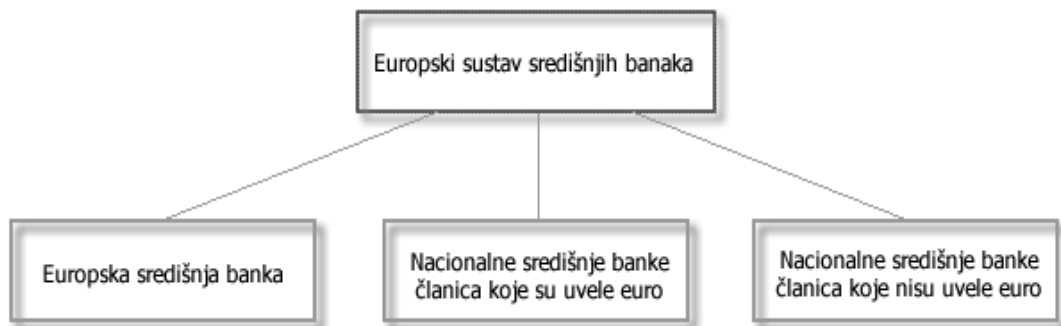 Europski sustav središnjih banaka
Europska središnja banka
Nacionalne središnje banke
članica koje su uvele euro
Nacionalne središnje banke
članica koje nisu uvele euro